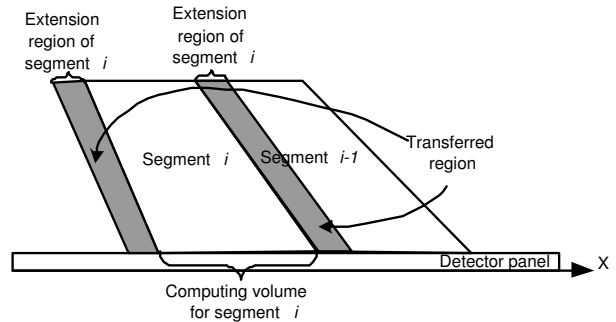 Extension
region of
segment i
Extension
region of
segment i
Segment i
Segment i-1
Transferred
region
Detector panel
X
Computing volume
for segment i